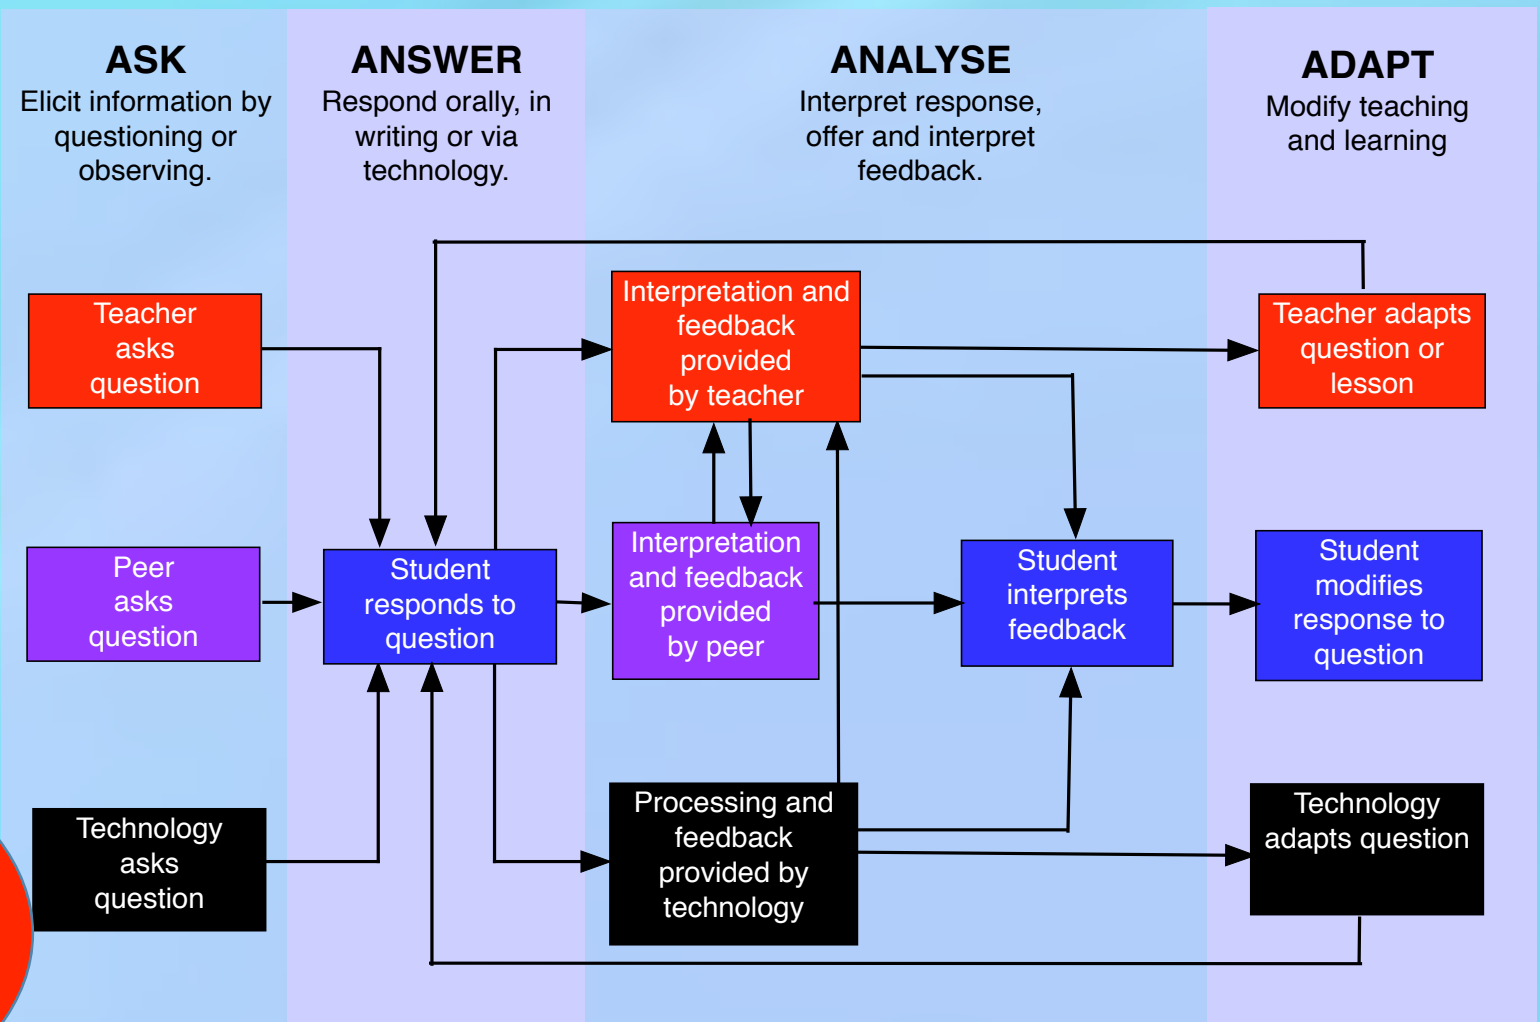 ASK
Elicit information by
questioning or
observing.
ANSWER
Respond orally, in
writing or via
technology.
ANALYSE
Interpret response,
offer and interpret
feedback.
ADAPT
Modify teaching
and learning
Teacher
asks
question
Interpretation and
feedback
provided
by teacher
Teacher adapts
question or
lesson
Peer
asks
question
Student
responds to
question
Interpretation
and feedback
provided
by peer
Student
interprets
feedback
Student
modifies
response to
question
Technology
asks
question
Processing and
feedback
provided by
technology
Technology
adapts question